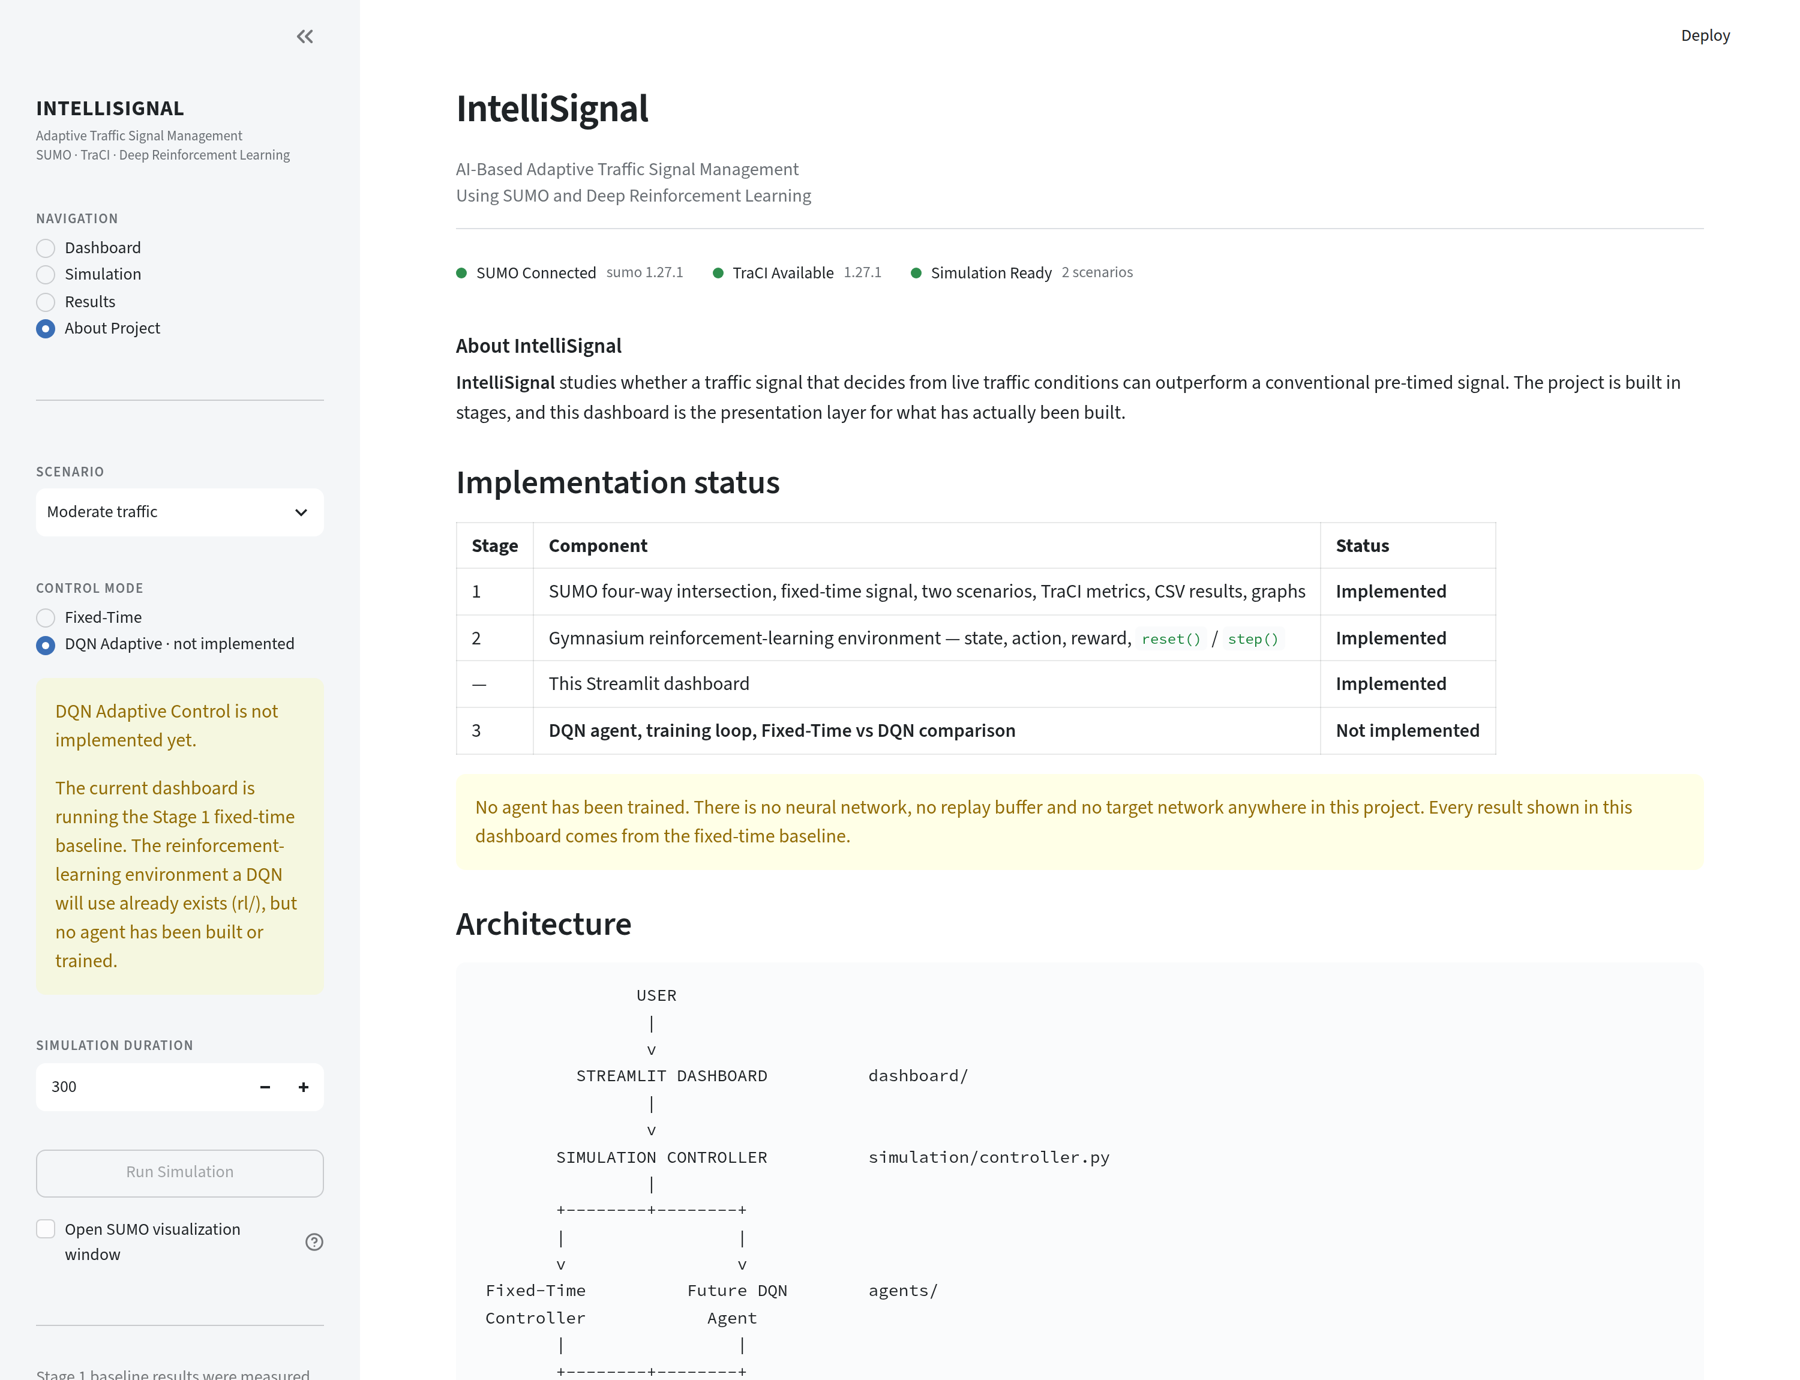 INTELLISIGNAL
Adaptive Traffic Signal Management
SUMO · TraCI · Deep Reinforcement Learning
NAVIGATION
Dashboard
Simulation
Results
About Project
SCENARIO
Moderate traffic
CONTROL MODE
Fixed-Time
DQN Adaptive · not implemented
DQN Adaptive Control is not
implemented yet.
The current dashboard is
running the Stage 1 fixed-time
baseline. The reinforcement-
learning environment a DQN
will use already exists (rl/), but
no agent has been built or
trained.
SIMULATION DURATION
300
Run Simulation
Open SUMO visualization
window
Stage 1 baseline results were measured
Deploy
IntelliSignal
AI-Based Adaptive Traffic Signal Management
Using SUMO and Deep Reinforcement Learning
SUMO Connected sumo 1.27.1 TraCI Available 1.27.1 Simulation Ready 2 scenarios
About IntelliSignal
IntelliSignal studies whether a traffic signal that decides from live traffic conditions can outperform a conventional pre-timed signal. The project is built in
stages, and this dashboard is the presentation layer for what has actually been built.
Implementation status
Stage Component Status
1 SUMO four-way intersection, fixed-time signal, two scenarios, TraCI metrics, CSV results, graphs Implemented
2 Gymnasium reinforcement-learning environment — state, action, reward, reset() / step() Implemented
— This Streamlit dashboard Implemented
3 DQN agent, training loop, Fixed-Time vs DQN comparison Not implemented
No agent has been trained. There is no neural network, no replay buffer and no target network anywhere in this project. Every result shown in this
dashboard comes from the fixed-time baseline.
Architecture
USER
|
v
STREAMLIT DASHBOARD dashboard/
|
v
SIMULATION CONTROLLER simulation/controller.py
|
+--------+--------+
| |
v v
Fixed-Time Future DQN agents/
Controller Agent
| |
+--------+--------+